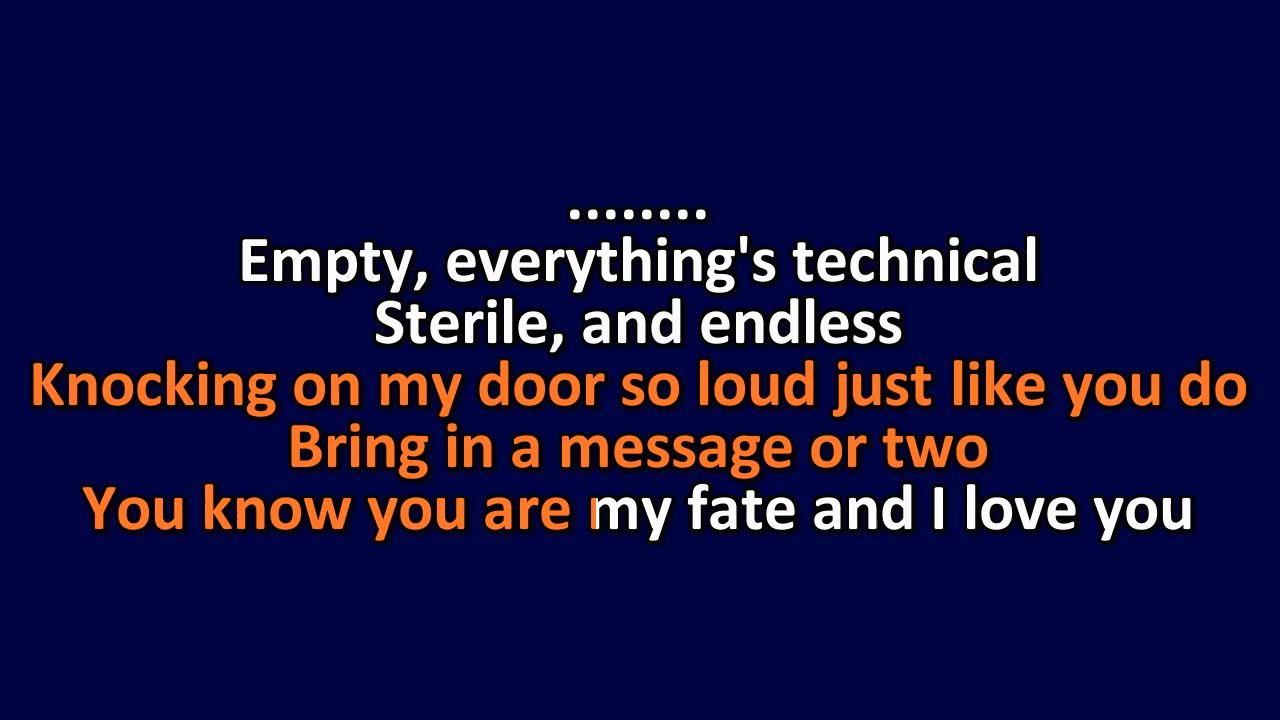 ........
Empty, everything's technical
Sterile, and endless
Knocking on my door so loud just like you do
Bring in a message or two
You know you are my fate and I love you